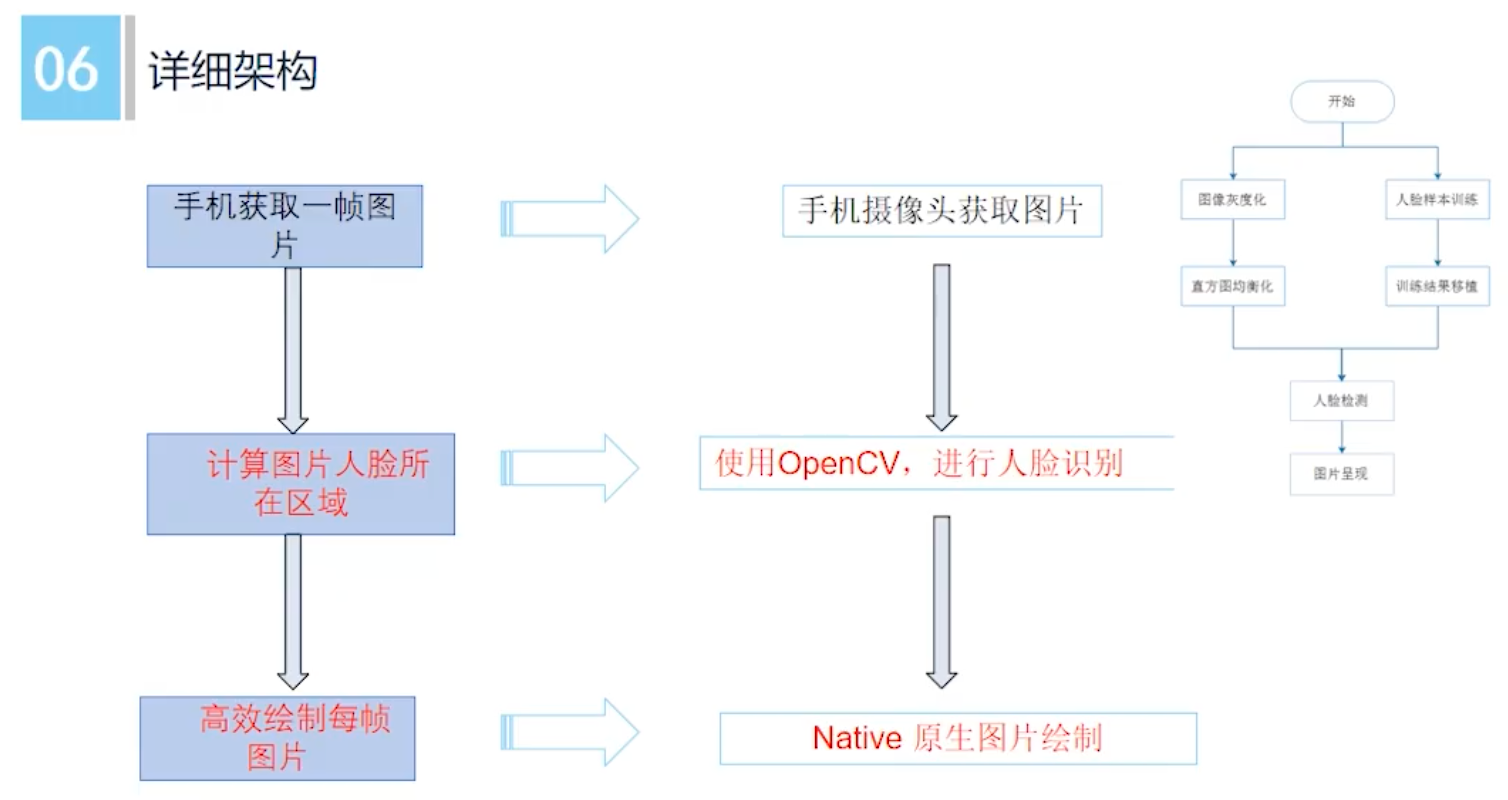 06
详细架构
手机获取一帧图
片
计算图片人脸所
在区域
高效绘制每帧
图片
手机摄像头获取图片
使用OpenCV，进行人脸识别
Native 原生图片绘制
开始
图像灰度化
人脸样本训练
直方图均衡化
训练结果移植
人脸检测
图片呈现